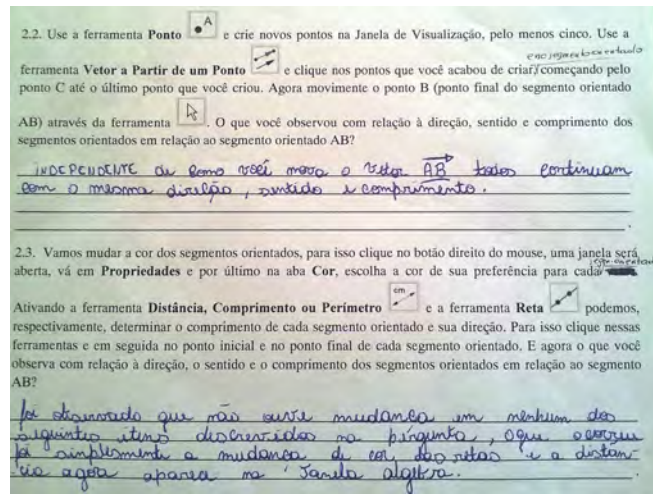 2.2. Use a ferramenta Ponto A e crie novos pontos na Janela de Visualização, pelo menos cinco. Use a
e no segmento orientado
ferramenta Vetor a Partir de um Ponto e clique nos pontos que você acabou de criar, começando pelo
ponto C até o último ponto que você criou. Agora movimente o ponto B (ponto final do segmento orientado
AB) através da ferramenta . O que você observou com relação à direção, sentido e comprimento dos
segmentos orientados em relação ao segmento orientado AB?
INDEPENDENTE de como você mova o vetor AB todos continuam
com o mesma direção, sentido e comprimento.
2.3. Vamos mudar a cor dos segmentos orientados, para isso clique no botão direito do mouse, uma janela será
aberta, vá em Propriedades e por último na aba Cor, escolha a cor de sua preferência para cada
Ativando a ferramenta Distância, Comprimento ou Perímetro cm e a ferramenta Reta podemos,
respectivamente, determinar o comprimento de cada segmento orientado e sua direção. Para isso clique nessas
ferramentas e em seguida no ponto inicial e no ponto final de cada segmento orientado. E agora o que você
observa com relação à direção, o sentido e o comprimento dos segmentos orientados em relação ao segmento
AB?
foi observado que não ouve mudança em nenhum dos
seguintes itens discrevidos na pirgunta, oque ocorreu
foi simplesmente a mudança de cor, das retas e a distân-
cia agora aparece na Janela algebra.